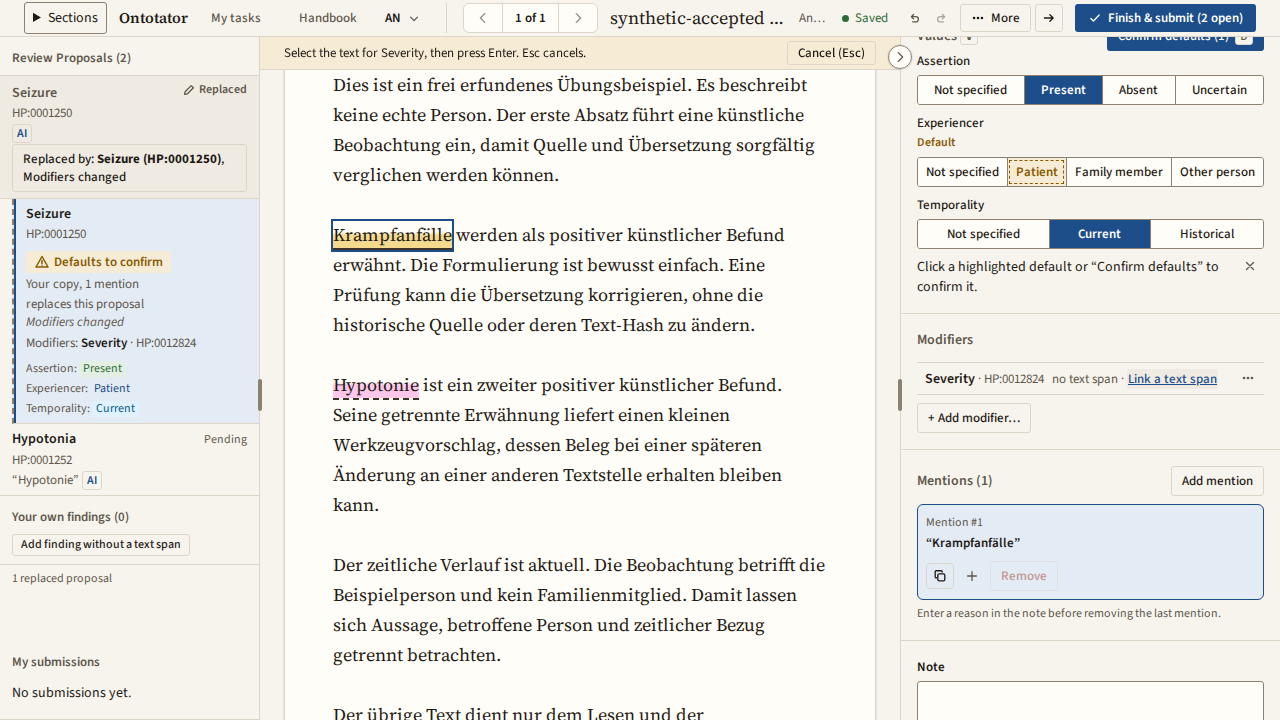 ▶ Sections
Ontotator
My tasks
Handbook
AN
1 of 1
synthetic-accepted ...
An…
Saved
More
Finish & submit (2 open)
Review Proposals (2)
Seizure
Replaced
HP:0001250
AI
Replaced by: Seizure (HP:0001250),
Modifiers changed
Seizure
HP:0001250
Defaults to confirm
Your copy, 1 mention
replaces this proposal
Modifiers changed
Modifiers: Severity · HP:0012824
Assertion: Present
Experiencer: Patient
Temporality: Current
Hypotonia
Pending
HP:0001252
“Hypotonie” AI
Your own findings (0)
Add finding without a text span
1 replaced proposal
My submissions
No submissions yet.
Select the text for Severity, then press Enter. Esc cancels.
Cancel (Esc)
Dies ist ein frei erfundenes Übungsbeispiel. Es beschreibt
keine echte Person. Der erste Absatz führt eine künstliche
Beobachtung ein, damit Quelle und Übersetzung sorgfältig
verglichen werden können.
Krampfanfälle werden als positiver künstlicher Befund
erwähnt. Die Formulierung ist bewusst einfach. Eine
Prüfung kann die Übersetzung korrigieren, ohne die
historische Quelle oder deren Text-Hash zu ändern.
Hypotonie ist ein zweiter positiver künstlicher Befund.
Seine getrennte Erwähnung liefert einen kleinen
Werkzeugvorschlag, dessen Beleg bei einer späteren
Änderung an einer anderen Textstelle erhalten bleiben
kann.
Der zeitliche Verlauf ist aktuell. Die Beobachtung betrifft die
Beispielperson und kein Familienmitglied. Damit lassen
sich Aussage, betroffene Person und zeitlicher Bezug
getrennt betrachten.
Der übrige Text dient nur dem Lesen und der
Values
Confirm defaults (1)
Assertion
Not specified
Present
Absent
Uncertain
Experiencer
Default
Not specified
Patient
Family member
Other person
Temporality
Not specified
Current
Historical
Click a highlighted default or “Confirm defaults” to
confirm it.
Modifiers
Severity · HP:0012824 no text span · Link a text span
+ Add modifier…
Mentions (1)
Add mention
Mention #1
“Krampfanfälle”
Remove
Enter a reason in the note before removing the last mention.
Note